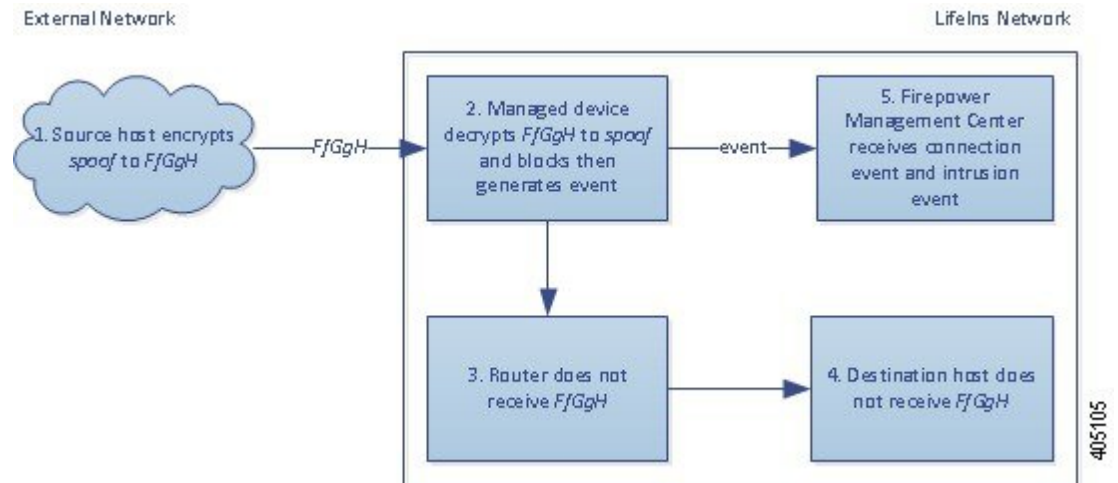 External Network
LifeIns Network
1. Source host encrypts
spoof to FfGgH
FfGgH
2. Managed device
decrypts FfGgH to spoof
and blocks then
generates event
event
5. Firepower
Management Center
receives connection
event and intrusion
event
3. Router does not
receive FfGgH
4. Destination host does
not receive FfGgH
405105